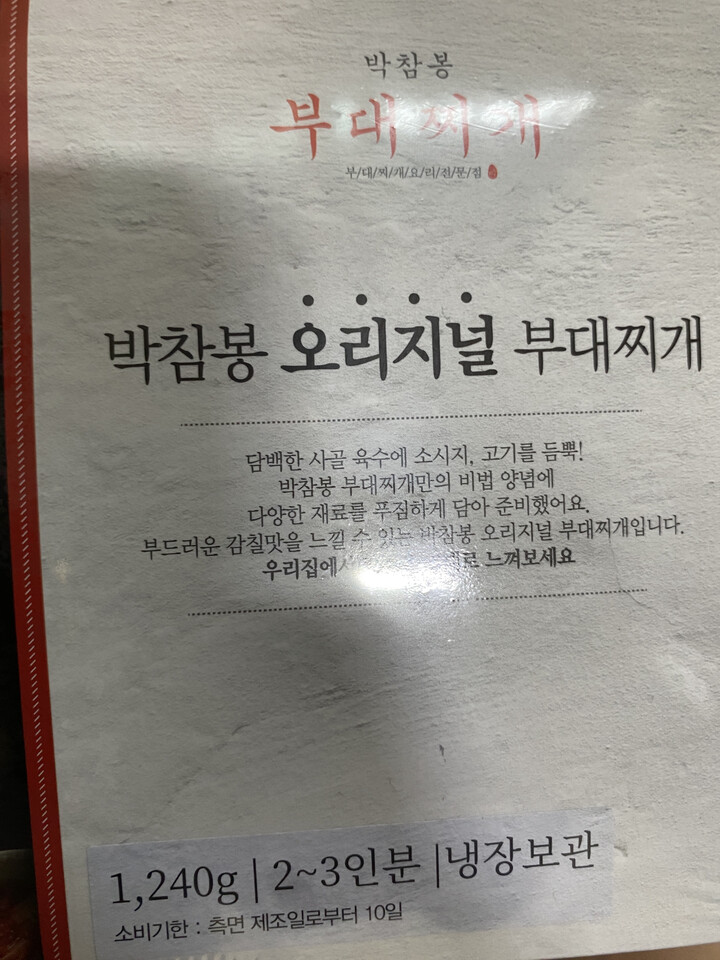 박참봉
부대찌개
부/대/찌/개/요/리/전/문/점
박참봉 오리지널 부대찌개
담백한 사골 육수에 소시지, 고기를 듬뿍!
박참봉 부대찌개만의 비법 양념에
다양한 재료를 푸짐하게 담아 준비했어요.
부드러운 감칠맛을 느낄 수 있는 박참봉 오리지널 부대찌개입니다.
우리집에서 느껴보세요
1,240g | 2~3인분 | 냉장보관
소비기한 : 측면 제조일로부터 10일